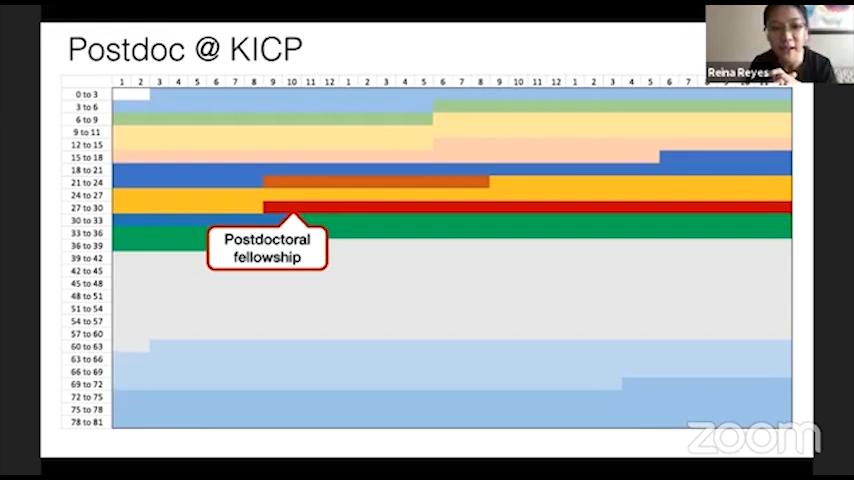 Postdoc @ KICP
Reina Reyes
1 2 3 4 5 6 7 8 9 10 11 12 1 2 3 4 5 6 7 8 9 10 11 12 1 2 3 4 5 6 7
0 to 3
3 to 6
6 to 9
9 to 11
12 to 15
15 to 18
18 to 21
21 to 24
24 to 27
27 to 30
30 to 33
33 to 36
36 to 39
39 to 42
42 to 45
45 to 48
48 to 51
51 to 54
54 to 57
57 to 60
60 to 63
63 to 66
66 to 69
69 to 72
72 to 75
75 to 78
78 to 81
Postdoctoral
fellowship
zoom